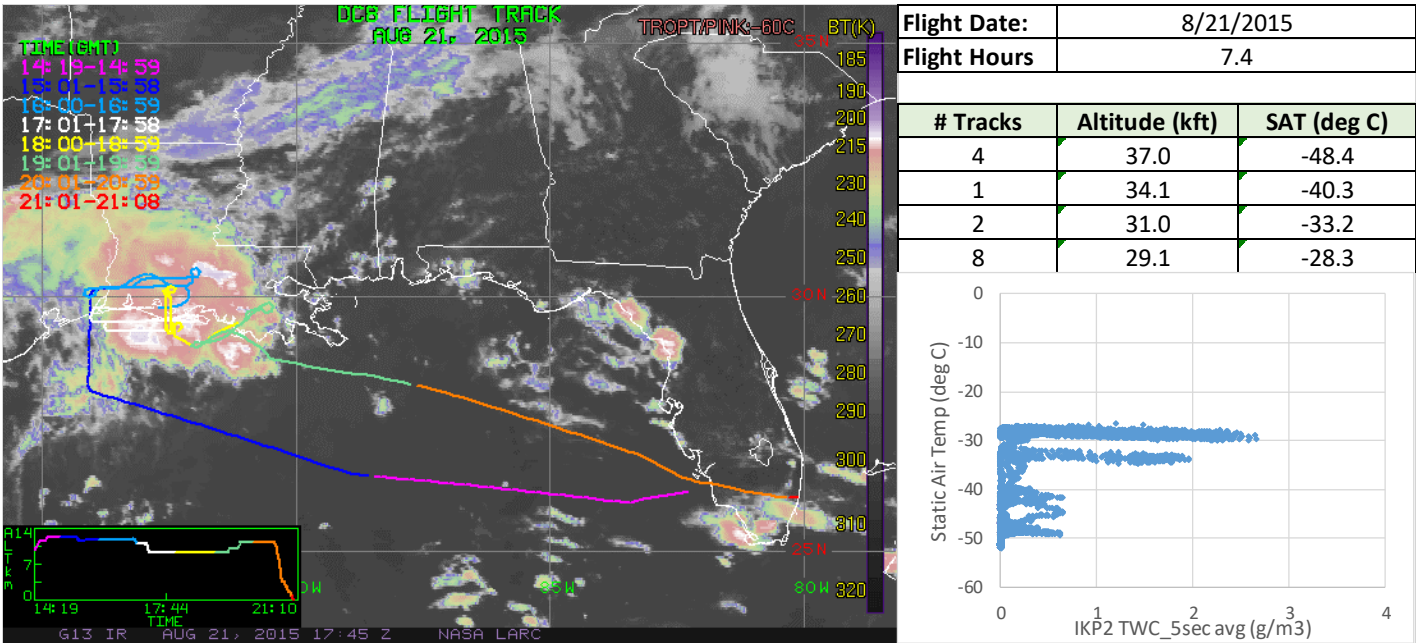 DC8 FLIGHT TRACK
AUG 21, 2015
TROPT/PINK:-60C
BT(K)
TIME(GMT)
14:19-14:59
15:01-15:58
16:00-16:59
17:01-17:58
18:00-18:59
19:01-19:59
20:01-20:59
21:01-21:08
35N
30N
25N
185
190
200
215
230
240
250
260
270
280
290
300
310
320
0W
85W
80W
ALT km
14
7
0
14:19
17:44
21:10
TIME
G13 IR AUG 21, 2015 17:45 Z NASA LARC
Flight Date: 8/21/2015
Flight Hours 7.4
# Tracks Altitude (kft) SAT (deg C)
4 37.0 -48.4
1 34.1 -40.3
2 31.0 -33.2
8 29.1 -28.3
Static Air Temp (deg C)
0
-10
-20
-30
-40
-50
-60
0 1 2 3 4
IKP2 TWC_5sec avg (g/m3)